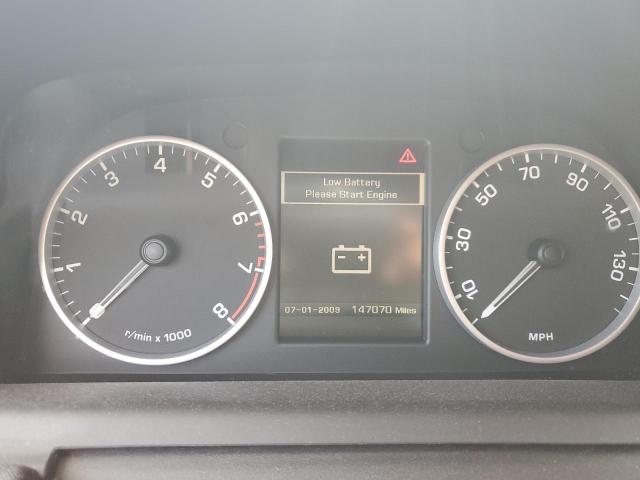 1 2 3 4 5 6 7 8
r/min x 1000
Low Battery
Please Start Engine
- +
07-01-2009 147070 Miles
10 30 50 70 90 110 130
MPH